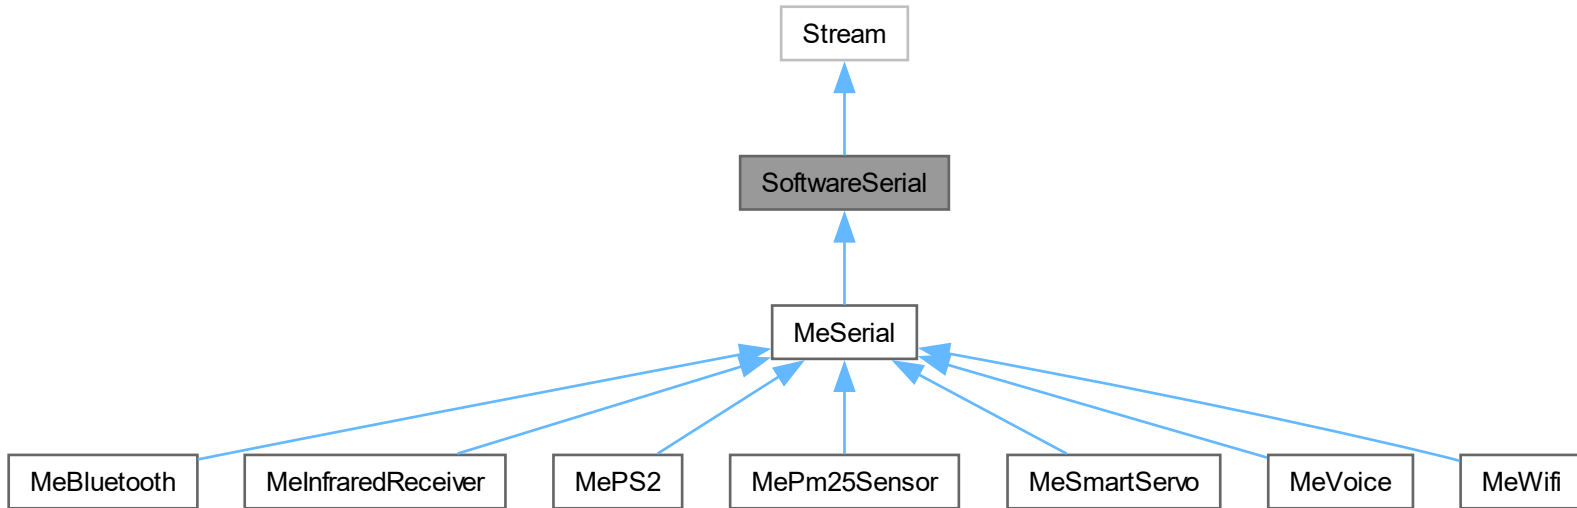 Stream
SoftwareSerial
MeSerial
MeBluetooth
MeInfraredReceiver
MePS2
MePm25Sensor
MeSmartServo
MeVoice
MeWifi